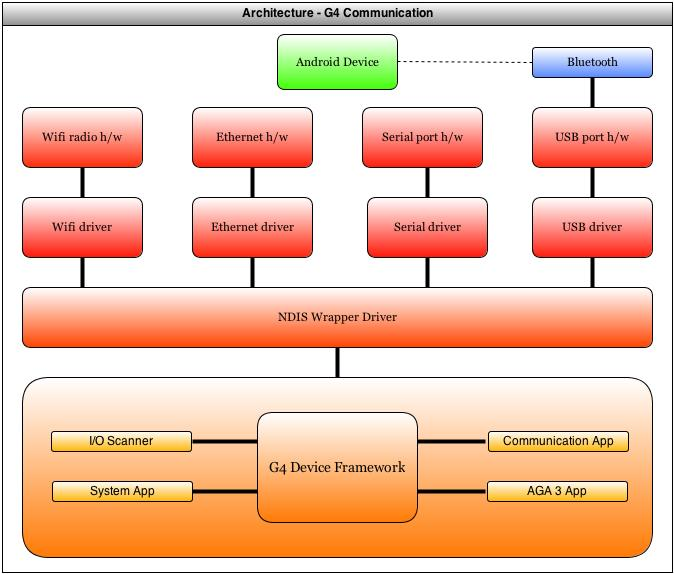 Architecture - G4 Communication
Android Device
Bluetooth
Wifi radio h/w
Ethernet h/w
Serial port h/w
USB port h/w
Wifi driver
Ethernet driver
Serial driver
USB driver
NDIS Wrapper Driver
I/O Scanner
Communication App
G4 Device Framework
System App
AGA 3 App